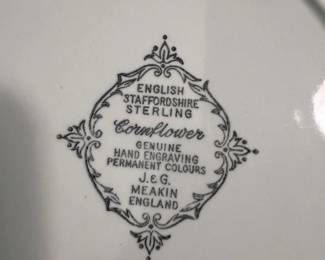 ENGLISH
STAFFORDSHIRE
STERLING
Cornflower
GENUINE
HAND ENGRAVING
PERMANENT COLOURS
J.&G.
MEAKIN
ENGLAND